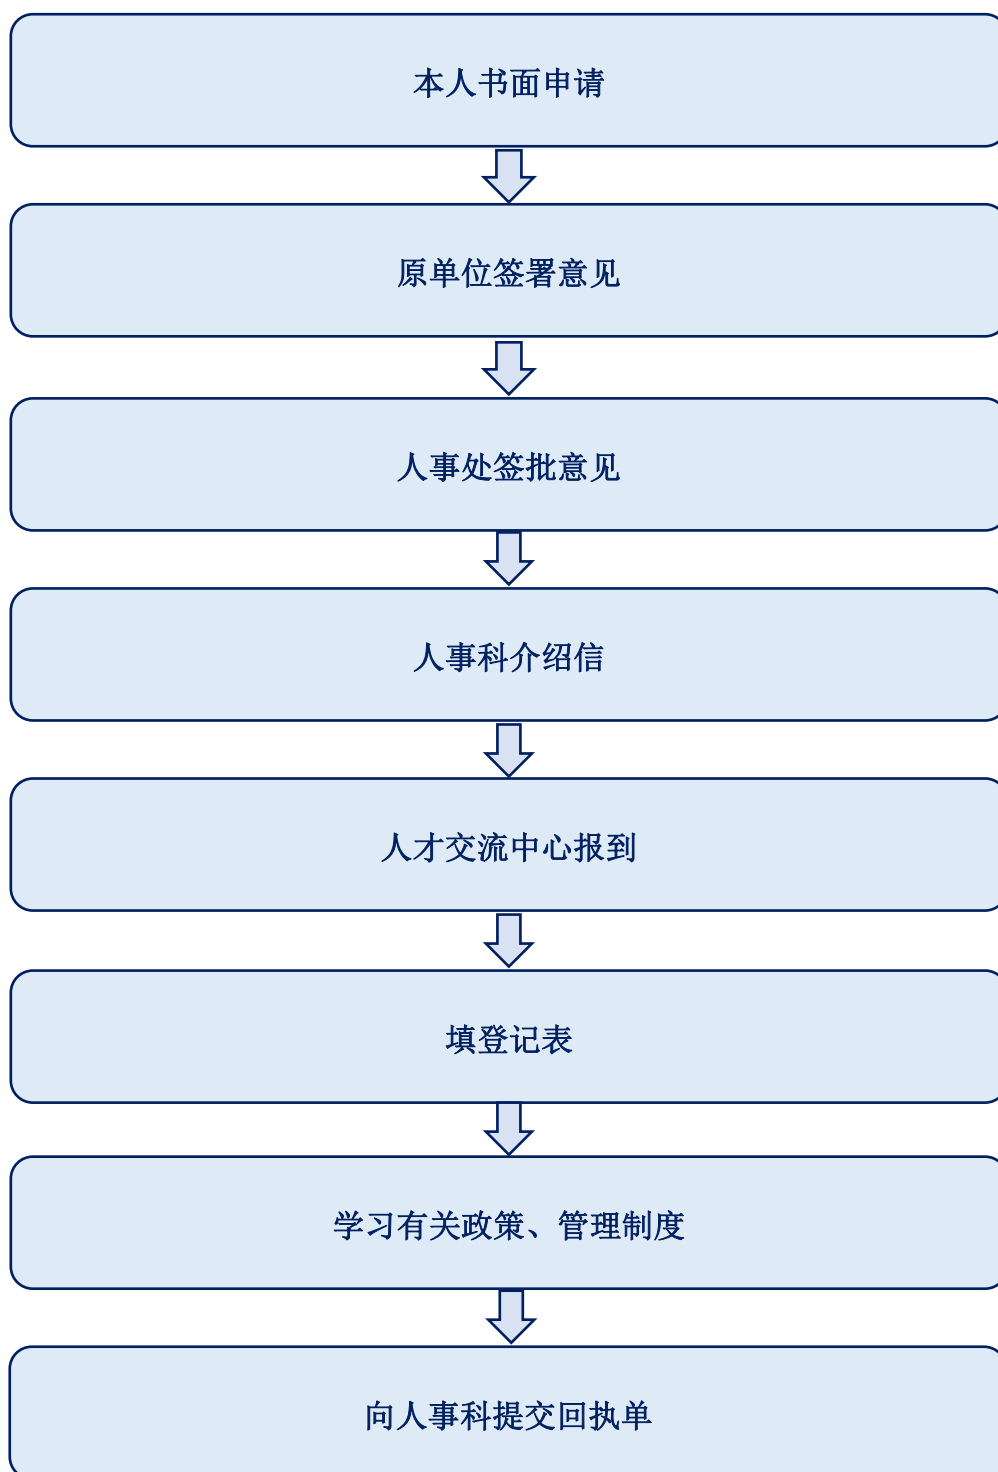 本人书面申请
原单位签署意见
人事处签批意见
人事科介绍信
人才交流中心报到
填登记表
学习有关政策、管理制度
向人事科提交回执单